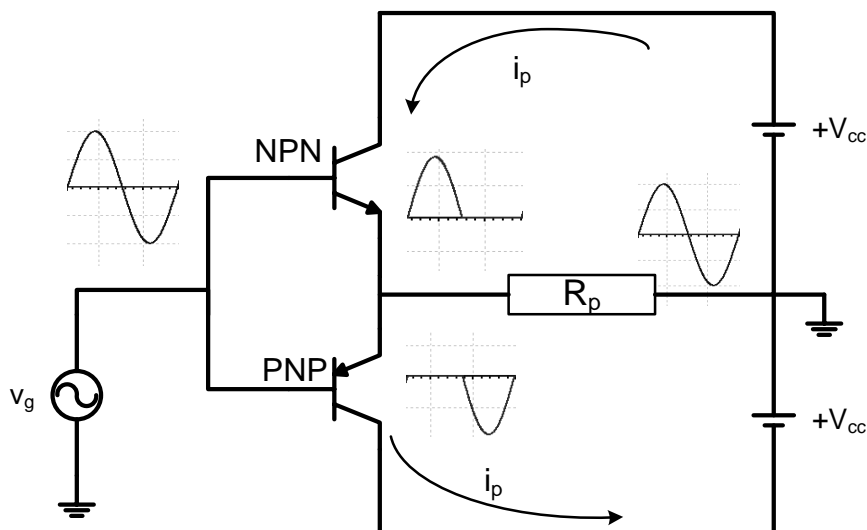 i_p
+V_cc
NPN
R_p
PNP
v_g
+V_cc
i_p